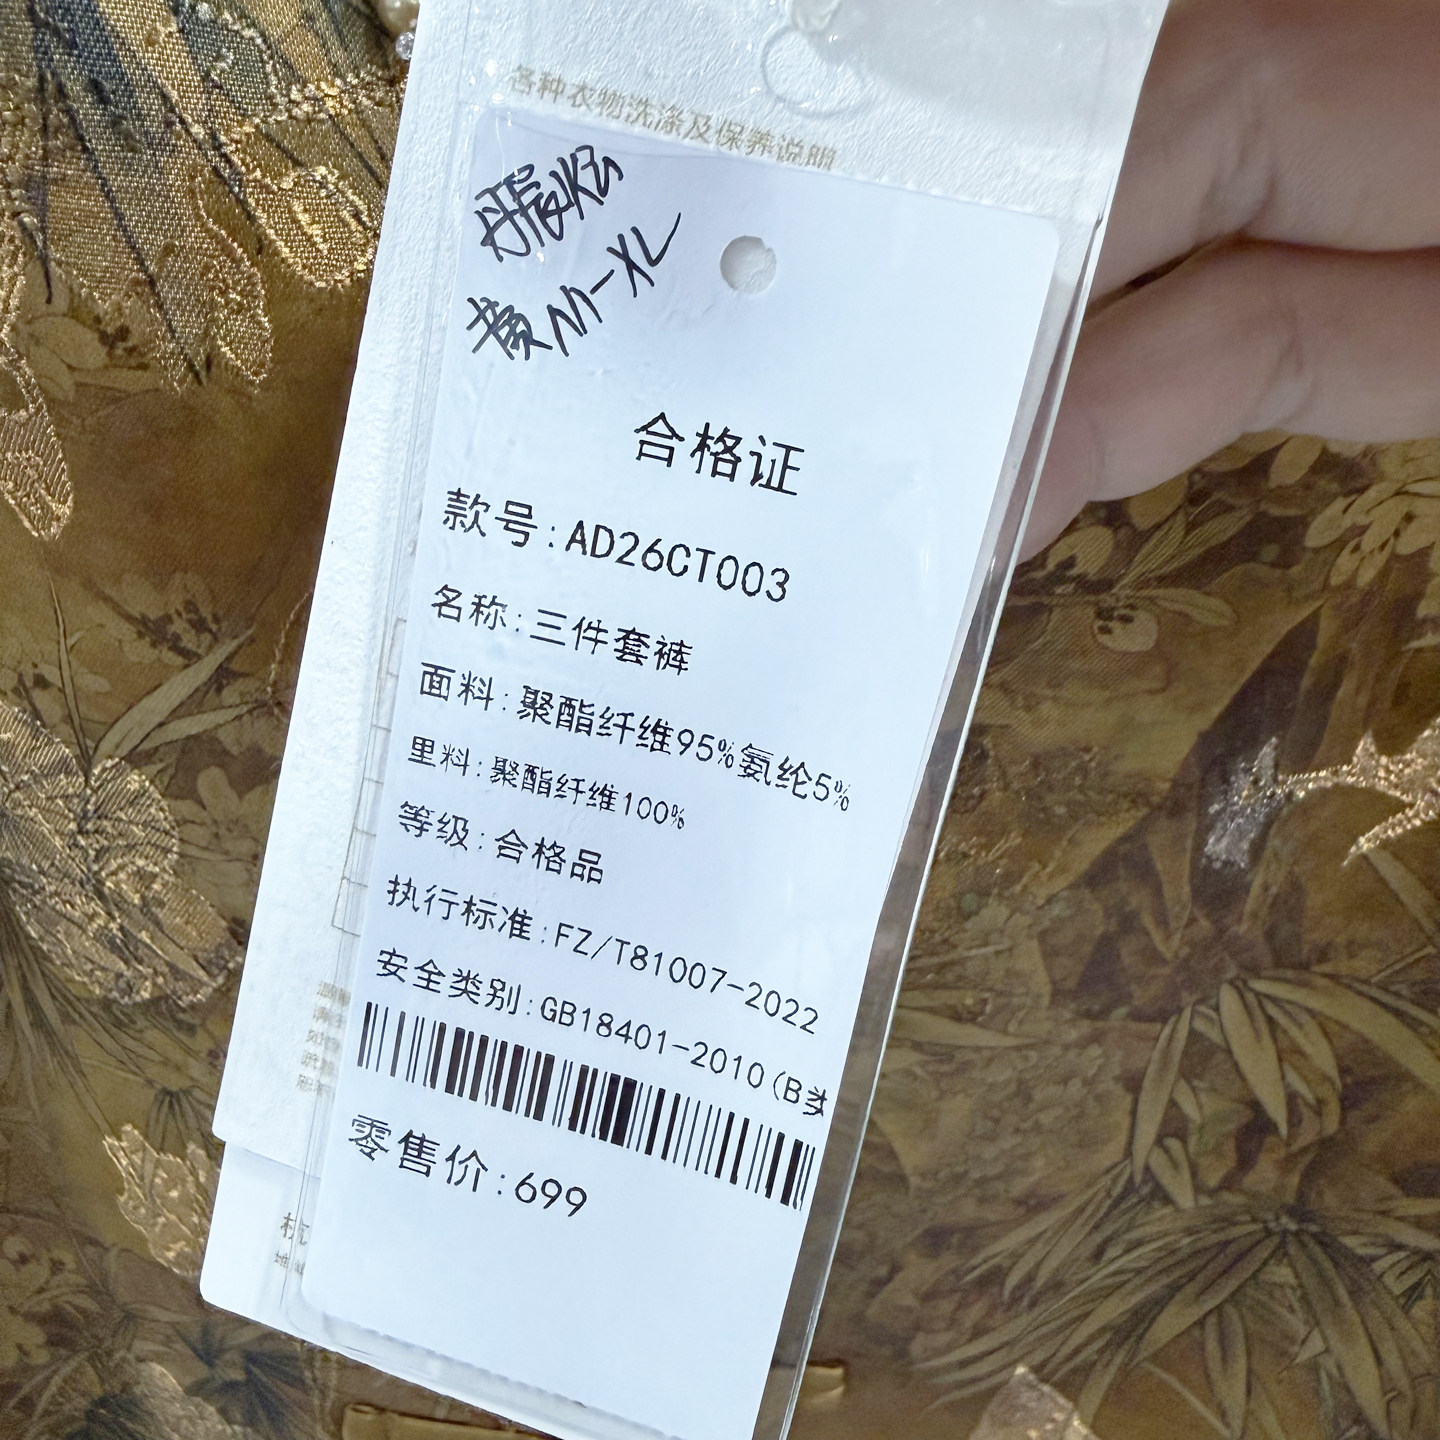 各种衣物洗涤及保养说明
黄M-XL
合格证
款号:AD26CT003
名称:三件套裤
面料:聚酯纤维95%氨纶5%
里料:聚酯纤维100%
等级:合格品
执行标准:FZ/T81007-2022
安全类别:GB18401-2010(B类
零售价:699